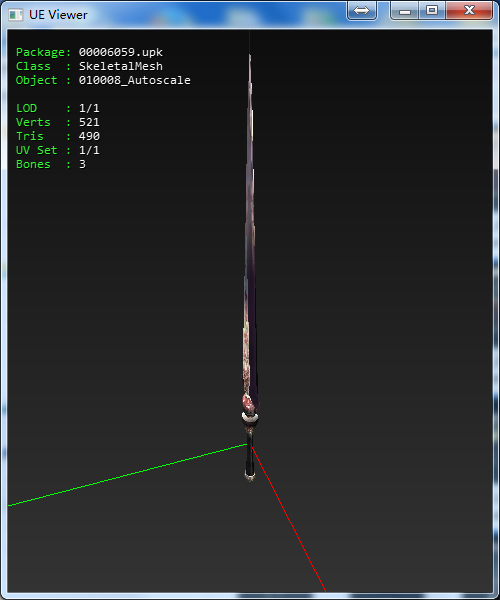 UE Viewer
Package: 00006059.upk
Class : SkeletalMesh
Object : 010008_Autoscale
LOD : 1/1
Verts : 521
Tris : 490
UV Set : 1/1
Bones : 3